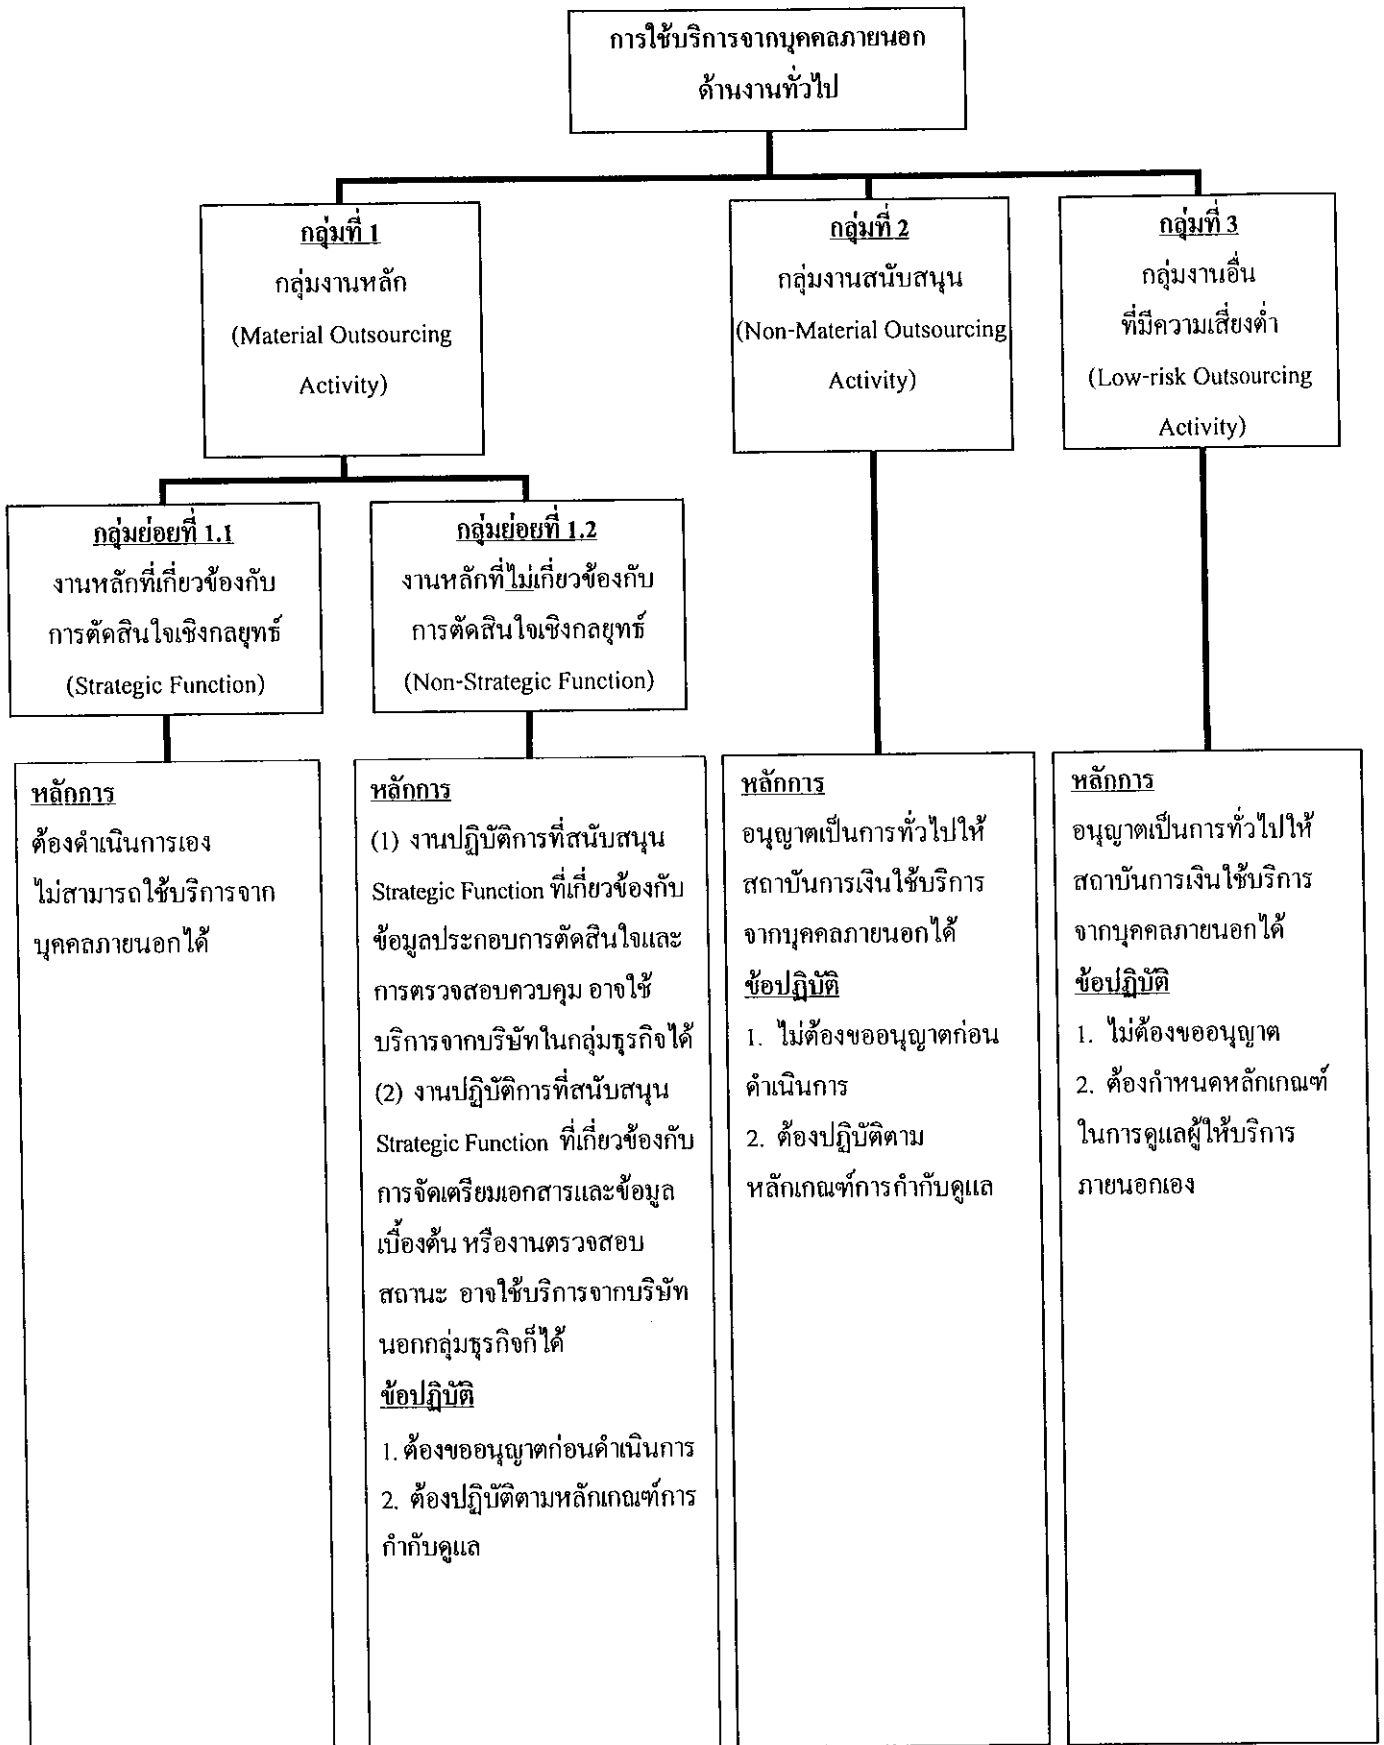 การใช้บริการจากบุคคลภายนอก
ด้านงานทั่วไป
กลุ่มที่ 1
กลุ่มงานหลัก
(Material Outsourcing
Activity)
กลุ่มที่ 2
กลุ่มงานสนับสนุน
(Non-Material Outsourcing
Activity)
กลุ่มที่ 3
กลุ่มงานอื่น
ที่มีความเสี่ยงต่ำ
(Low-risk Outsourcing
Activity)
กลุ่มย่อยที่ 1.1
งานหลักที่เกี่ยวข้องกับ
การตัดสินใจเชิงกลยุทธ์
(Strategic Function)
กลุ่มย่อยที่ 1.2
งานหลักที่ไม่เกี่ยวข้องกับ
การตัดสินใจเชิงกลยุทธ์
(Non-Strategic Function)
หลักการ
ต้องดำเนินการเอง
ไม่สามารถใช้บริการจาก
บุคคลภายนอกได้
หลักการ
(1) งานปฏิบัติการที่สนับสนุน
Strategic Function ที่เกี่ยวข้องกับ
ข้อมูลประกอบการตัดสินใจและ
การตรวจสอบควบคุม อาจใช้
บริการจากบริษัทในกลุ่มธุรกิจได้
(2) งานปฏิบัติการที่สนับสนุน
Strategic Function ที่เกี่ยวข้องกับ
การจัดเตรียมเอกสารและข้อมูล
เบื้องต้น หรืองานตรวจสอบ
สถานะ อาจใช้บริการจากบริษัท
นอกกลุ่มธุรกิจก็ได้
ข้อปฏิบัติ
1. ต้องขออนุญาตก่อนดำเนินการ
2. ต้องปฏิบัติตามหลักเกณฑ์การ
กำกับดูแล
หลักการ
อนุญาตเป็นการทั่วไปให้
สถาบันการเงินใช้บริการ
จากบุคคลภายนอกได้
ข้อปฏิบัติ
1. ไม่ต้องขออนุญาตก่อน
ดำเนินการ
2. ต้องปฏิบัติตาม
หลักเกณฑ์การกำกับดูแล
หลักการ
อนุญาตเป็นการทั่วไปให้
สถาบันการเงินใช้บริการ
จากบุคคลภายนอกได้
ข้อปฏิบัติ
1. ไม่ต้องขออนุญาต
2. ต้องกำหนดหลักเกณฑ์
ในการดูแลผู้ให้บริการ
ภายนอกเอง